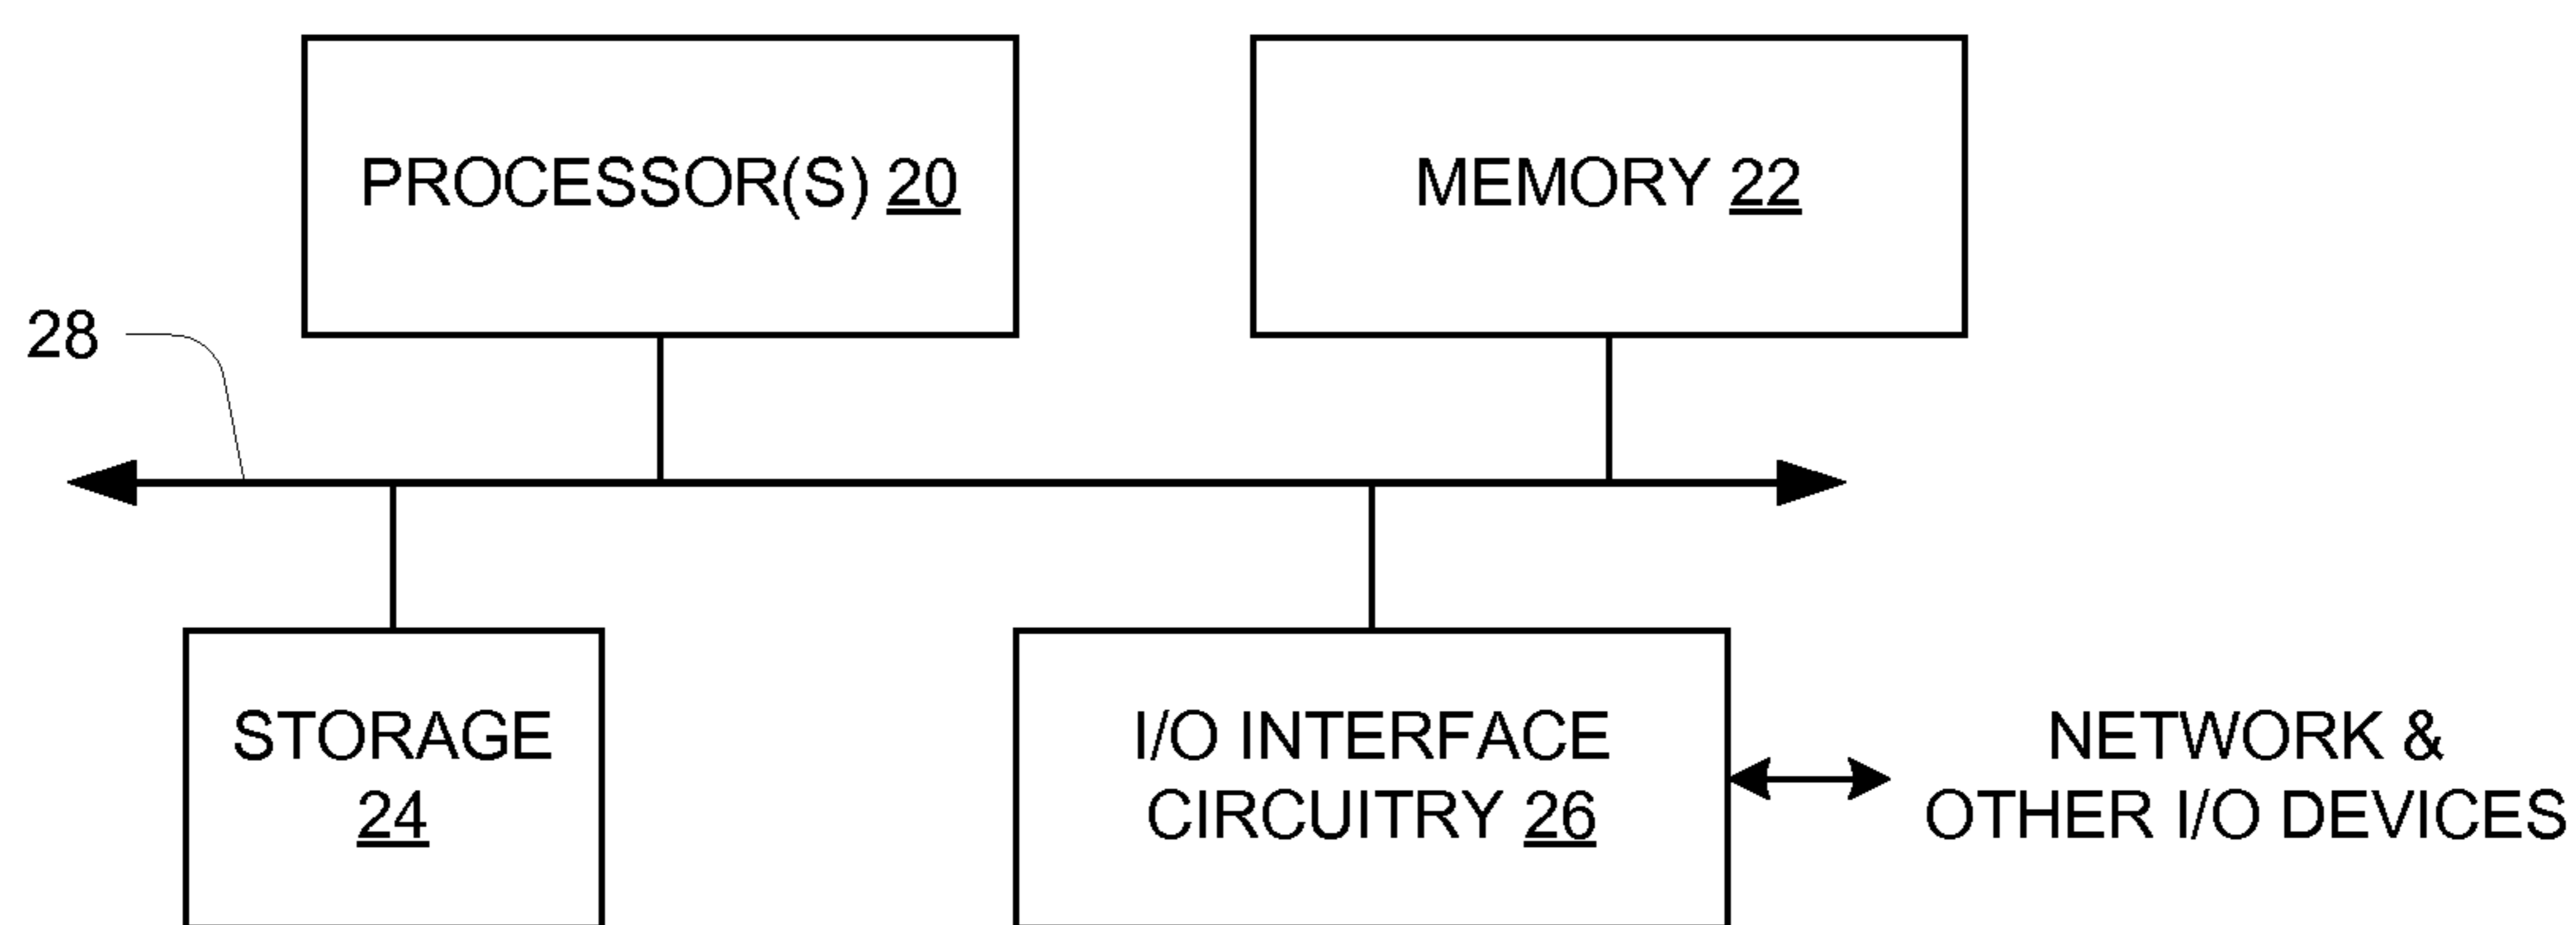 PROCESSOR(S) 20
MEMORY 22
28
STORAGE
24
I/O INTERFACE
CIRCUITRY 26
NETWORK &
OTHER I/O DEVICES